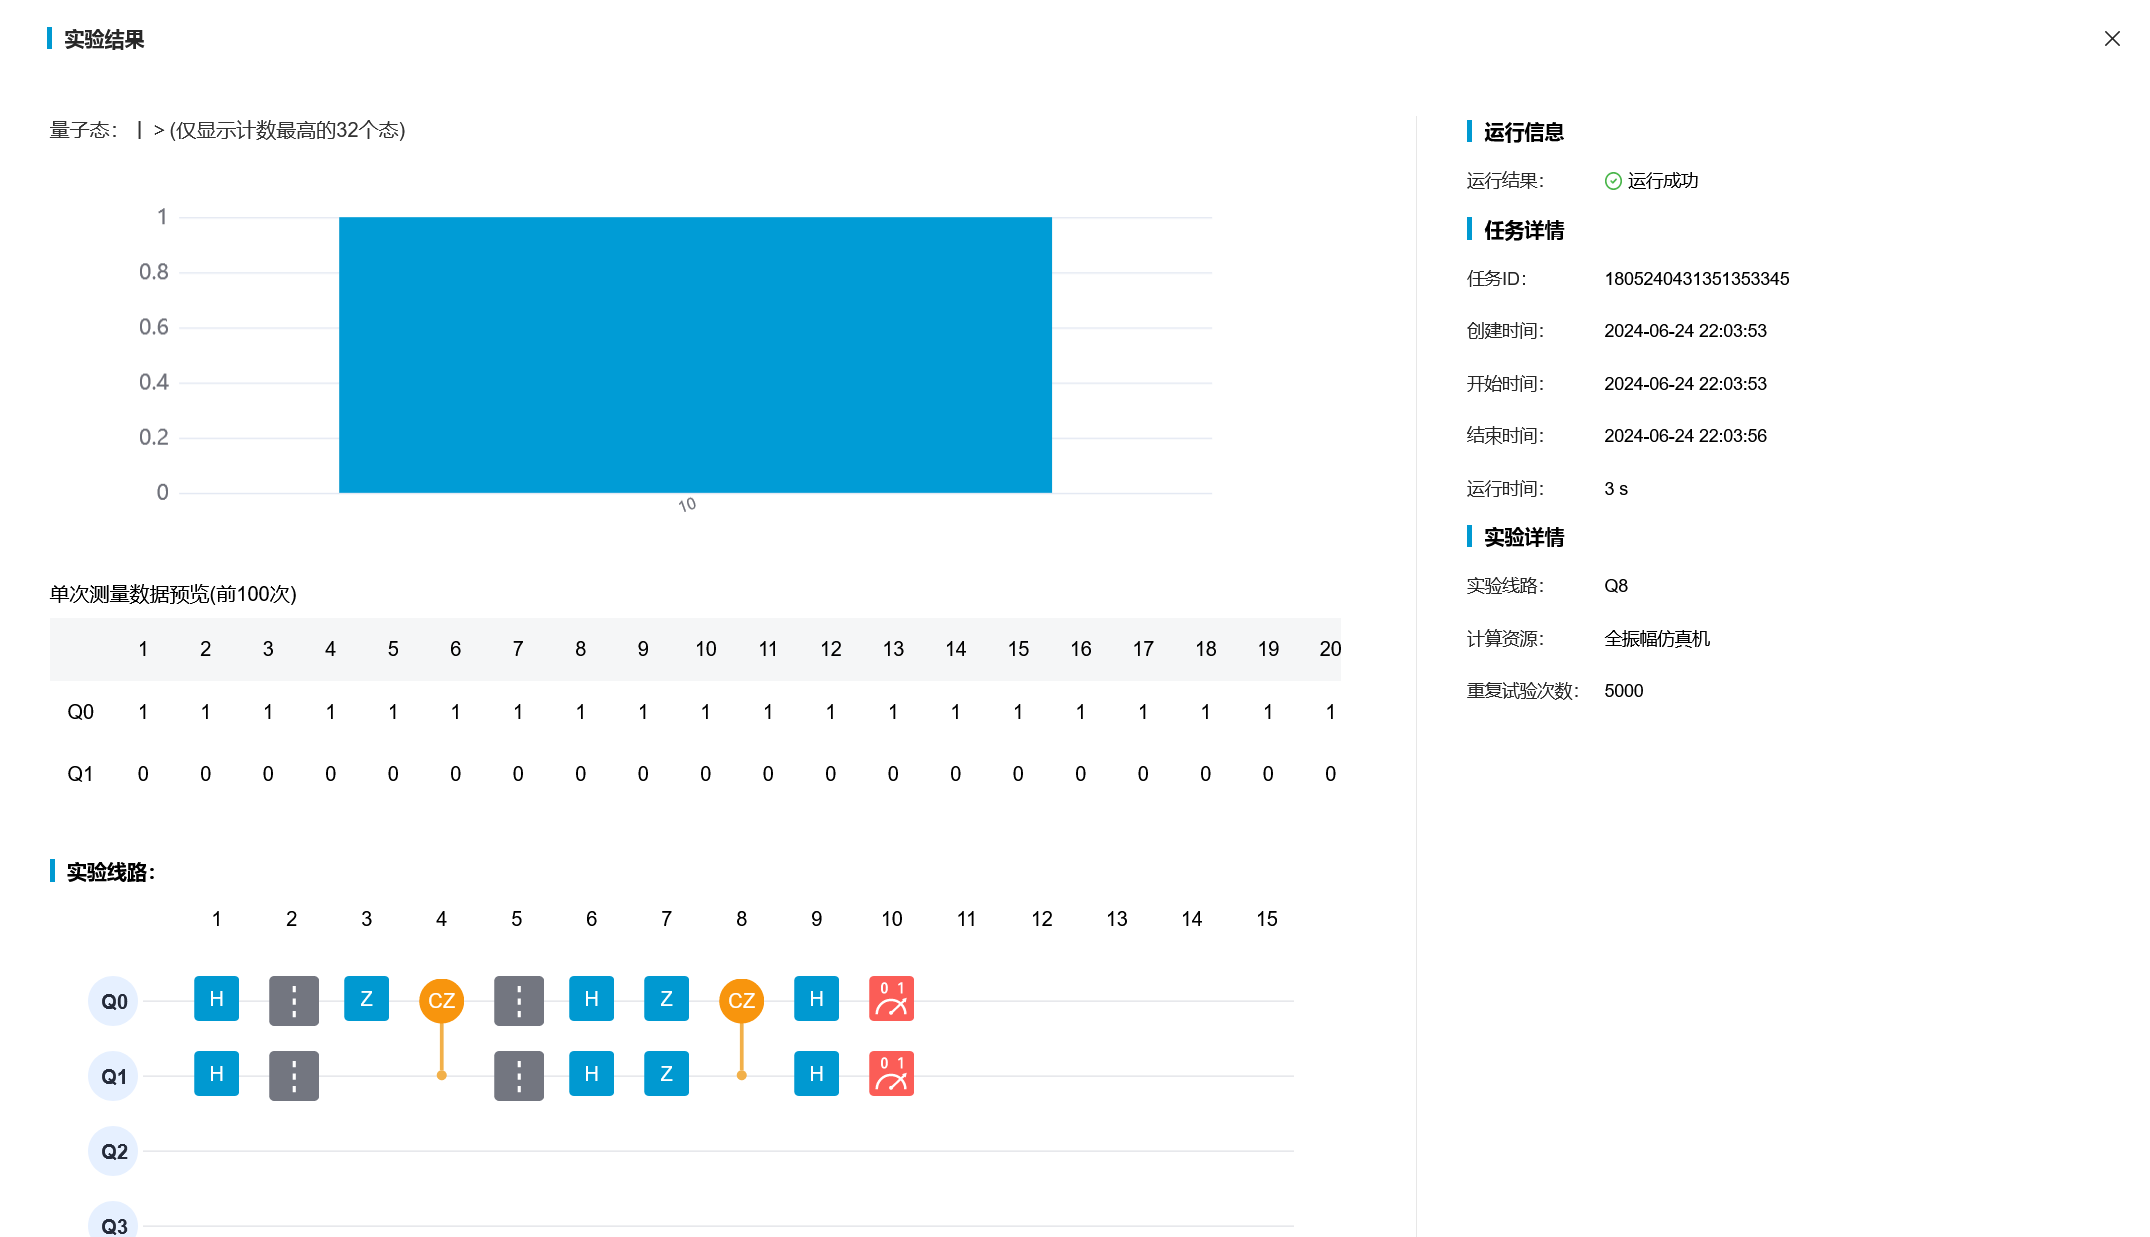 实验结果
量子态： | > (仅显示计数最高的32个态)
1
0.8
0.6
0.4
0.2
0
10
单次测量数据预览(前100次)
1 2 3 4 5 6 7 8 9 10 11 12 13 14 15 16 17 18 19 20
Q0 1 1 1 1 1 1 1 1 1 1 1 1 1 1 1 1 1 1 1 1
Q1 0 0 0 0 0 0 0 0 0 0 0 0 0 0 0 0 0 0 0 0
实验线路：
1 2 3 4 5 6 7 8 9 10 11 12 13 14 15
Q0 H Z CZ H Z CZ H 0 1
Q1 H H Z H 0 1
Q2
Q3
运行信息
运行结果： 运行成功
任务详情
任务ID： 1805240431351353345
创建时间： 2024-06-24 22:03:53
开始时间： 2024-06-24 22:03:53
结束时间： 2024-06-24 22:03:56
运行时间： 3 s
实验详情
实验线路： Q8
计算资源： 全振幅仿真机
重复试验次数： 5000